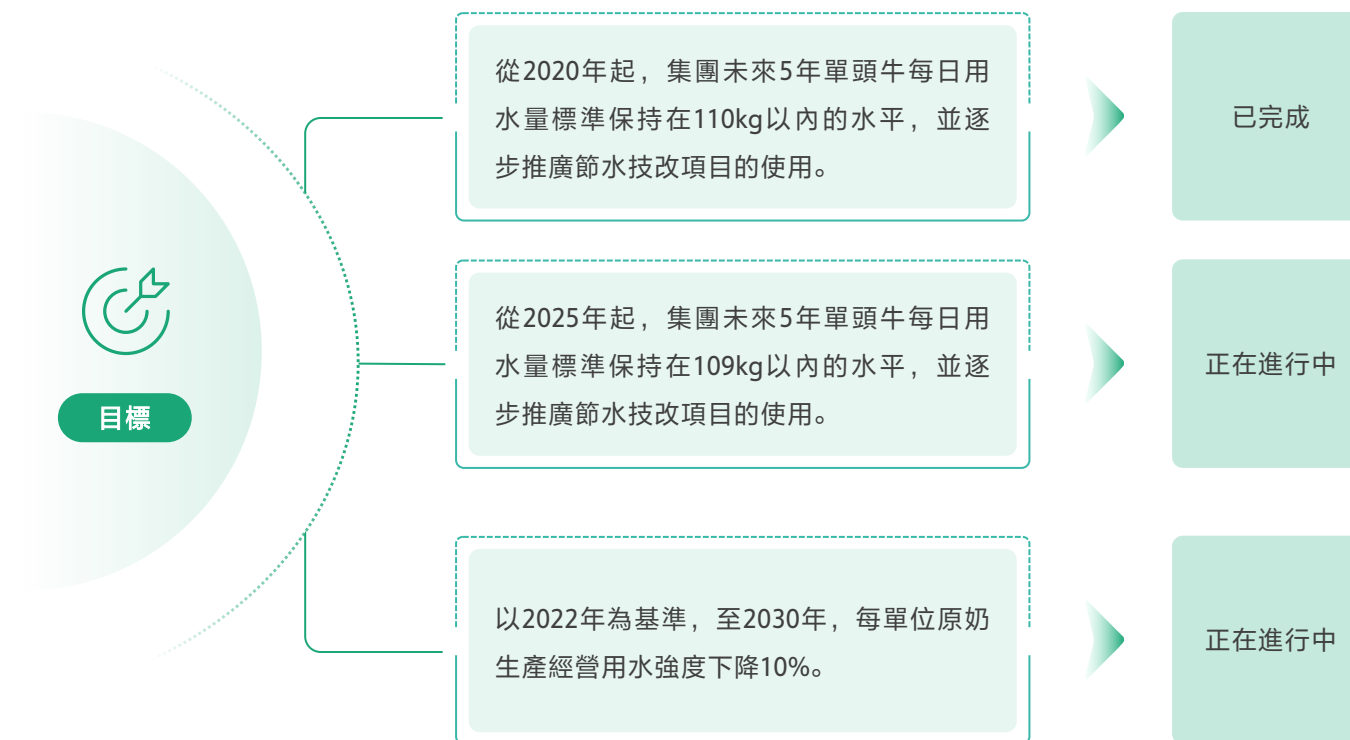 目標
從2020年起，集團未來5年單頭牛每日用
水量標準保持在110kg以內的水平，並逐
步推廣節水技改項目的使用。
已完成
從2025年起，集團未來5年單頭牛每日用
水量標準保持在109kg以內的水平，並逐
步推廣節水技改項目的使用。
正在進行中
以2022年為基準，至2030年，每單位原奶
生產經營用水強度下降10%。
正在進行中